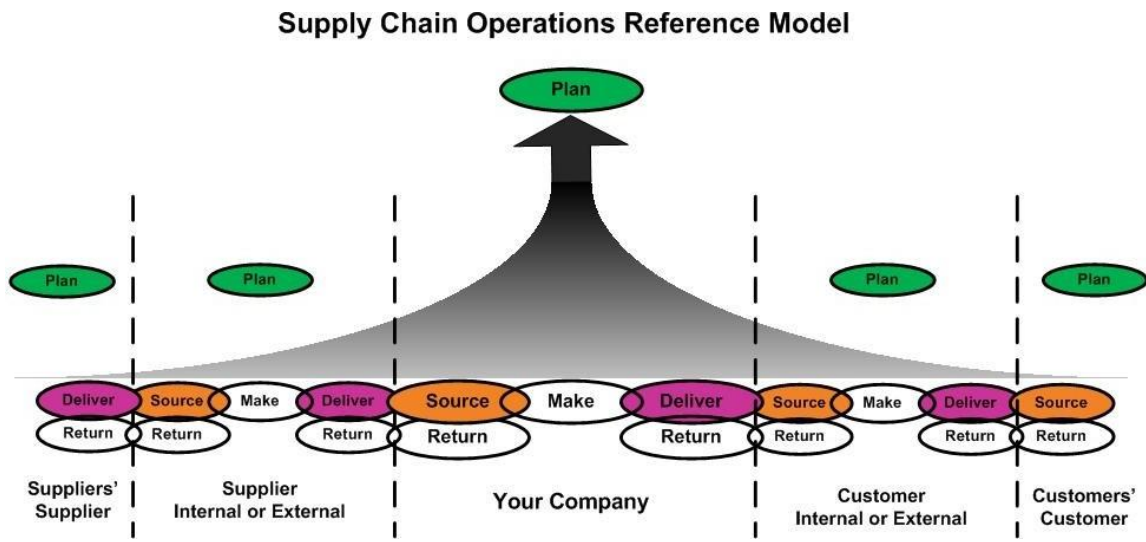 Supply Chain Operations Reference Model
Plan
Plan
Plan
Plan
Plan
Deliver
Source
Make
Deliver
Source
Make
Deliver
Source
Make
Deliver
Source
Return
Return
Return
Return
Return
Return
Return
Return
Suppliers'
Supplier
Supplier
Internal or External
Your Company
Customer
Internal or External
Customers'
Customer